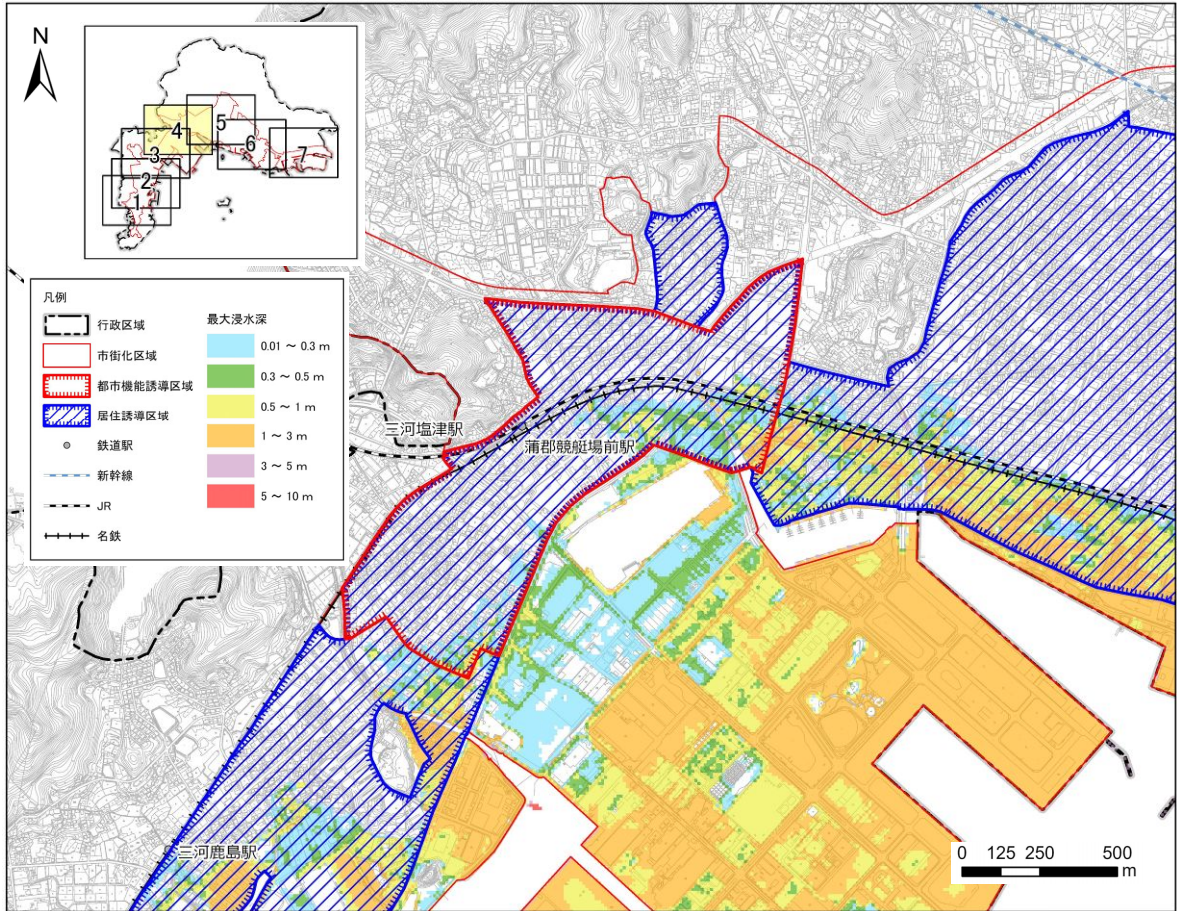 N
4
5
6
7
3
2
1
凡例
行政区域
市街化区域
都市機能誘導区域
居住誘導区域
鉄道駅
新幹線
JR
名鉄
最大浸水深
0.01 ～ 0.3 m
0.3 ～ 0.5 m
0.5 ～ 1 m
1 ～ 3 m
3 ～ 5 m
5 ～ 10 m
三河塩津駅
蒲郡競艇場前駅
三河鹿島駅
0 125 250 500
m